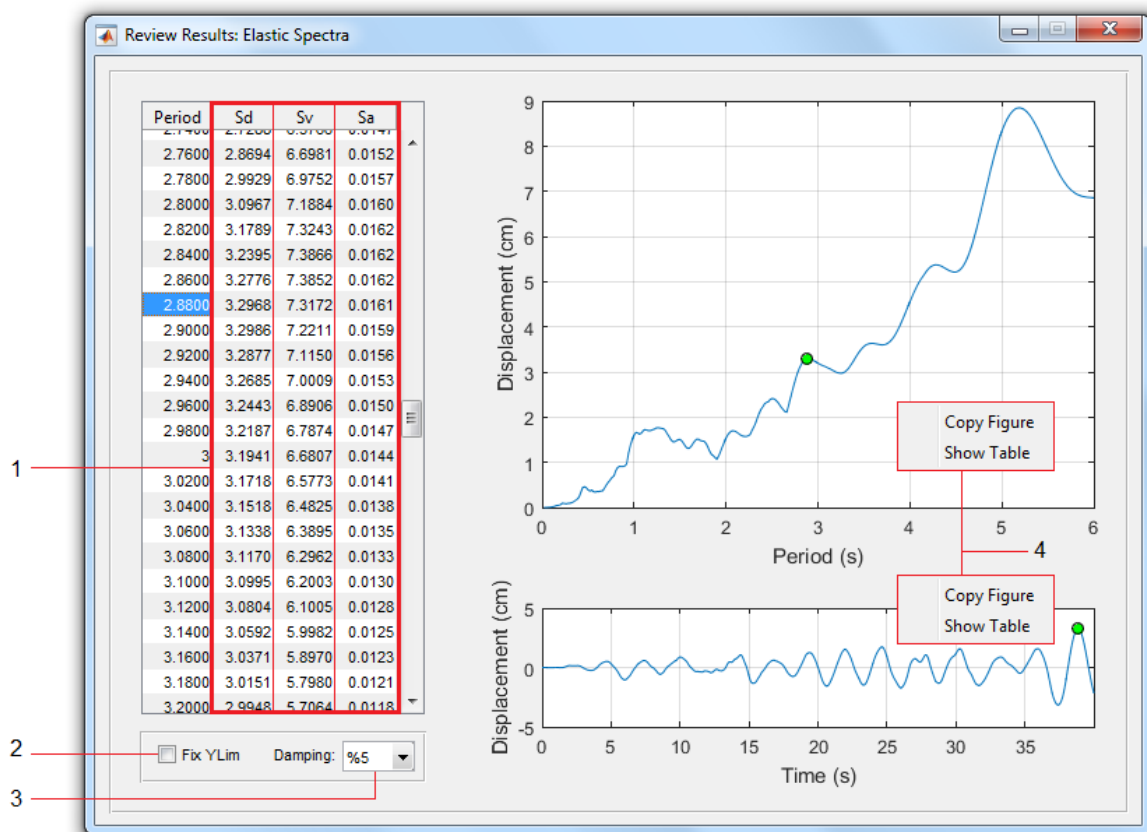 Review Results: Elastic Spectra
Period Sd Sv Sa
2.7600 2.8694 6.6981 0.0152
2.7800 2.9929 6.9752 0.0157
2.8000 3.0967 7.1884 0.0160
2.8200 3.1789 7.3243 0.0162
2.8400 3.2395 7.3866 0.0162
2.8600 3.2776 7.3852 0.0162
2.8800 3.2968 7.3172 0.0161
2.9000 3.2986 7.2211 0.0159
2.9200 3.2877 7.1150 0.0156
2.9400 3.2685 7.0009 0.0153
2.9600 3.2443 6.8906 0.0150
2.9800 3.2187 6.7874 0.0147
3 3.1941 6.6807 0.0144
3.0200 3.1718 6.5773 0.0141
3.0400 3.1518 6.4825 0.0138
3.0600 3.1338 6.3895 0.0135
3.0800 3.1170 6.2962 0.0133
3.1000 3.0995 6.2003 0.0130
3.1200 3.0804 6.1005 0.0128
3.1400 3.0592 5.9982 0.0125
3.1600 3.0371 5.8970 0.0123
3.1800 3.0151 5.7980 0.0121
3.2000 2.9948 5.7064 0.0118
1
2
Fix YLim Damping: %5
3
Displacement (cm)
9
8
7
6
5
4
3
2
1
0
0 1 2 3 4 5 6
Period (s)
Copy Figure
Show Table
4
Copy Figure
Show Table
Displacement (cm)
5
0
-5
0 5 10 15 20 25 30 35
Time (s)